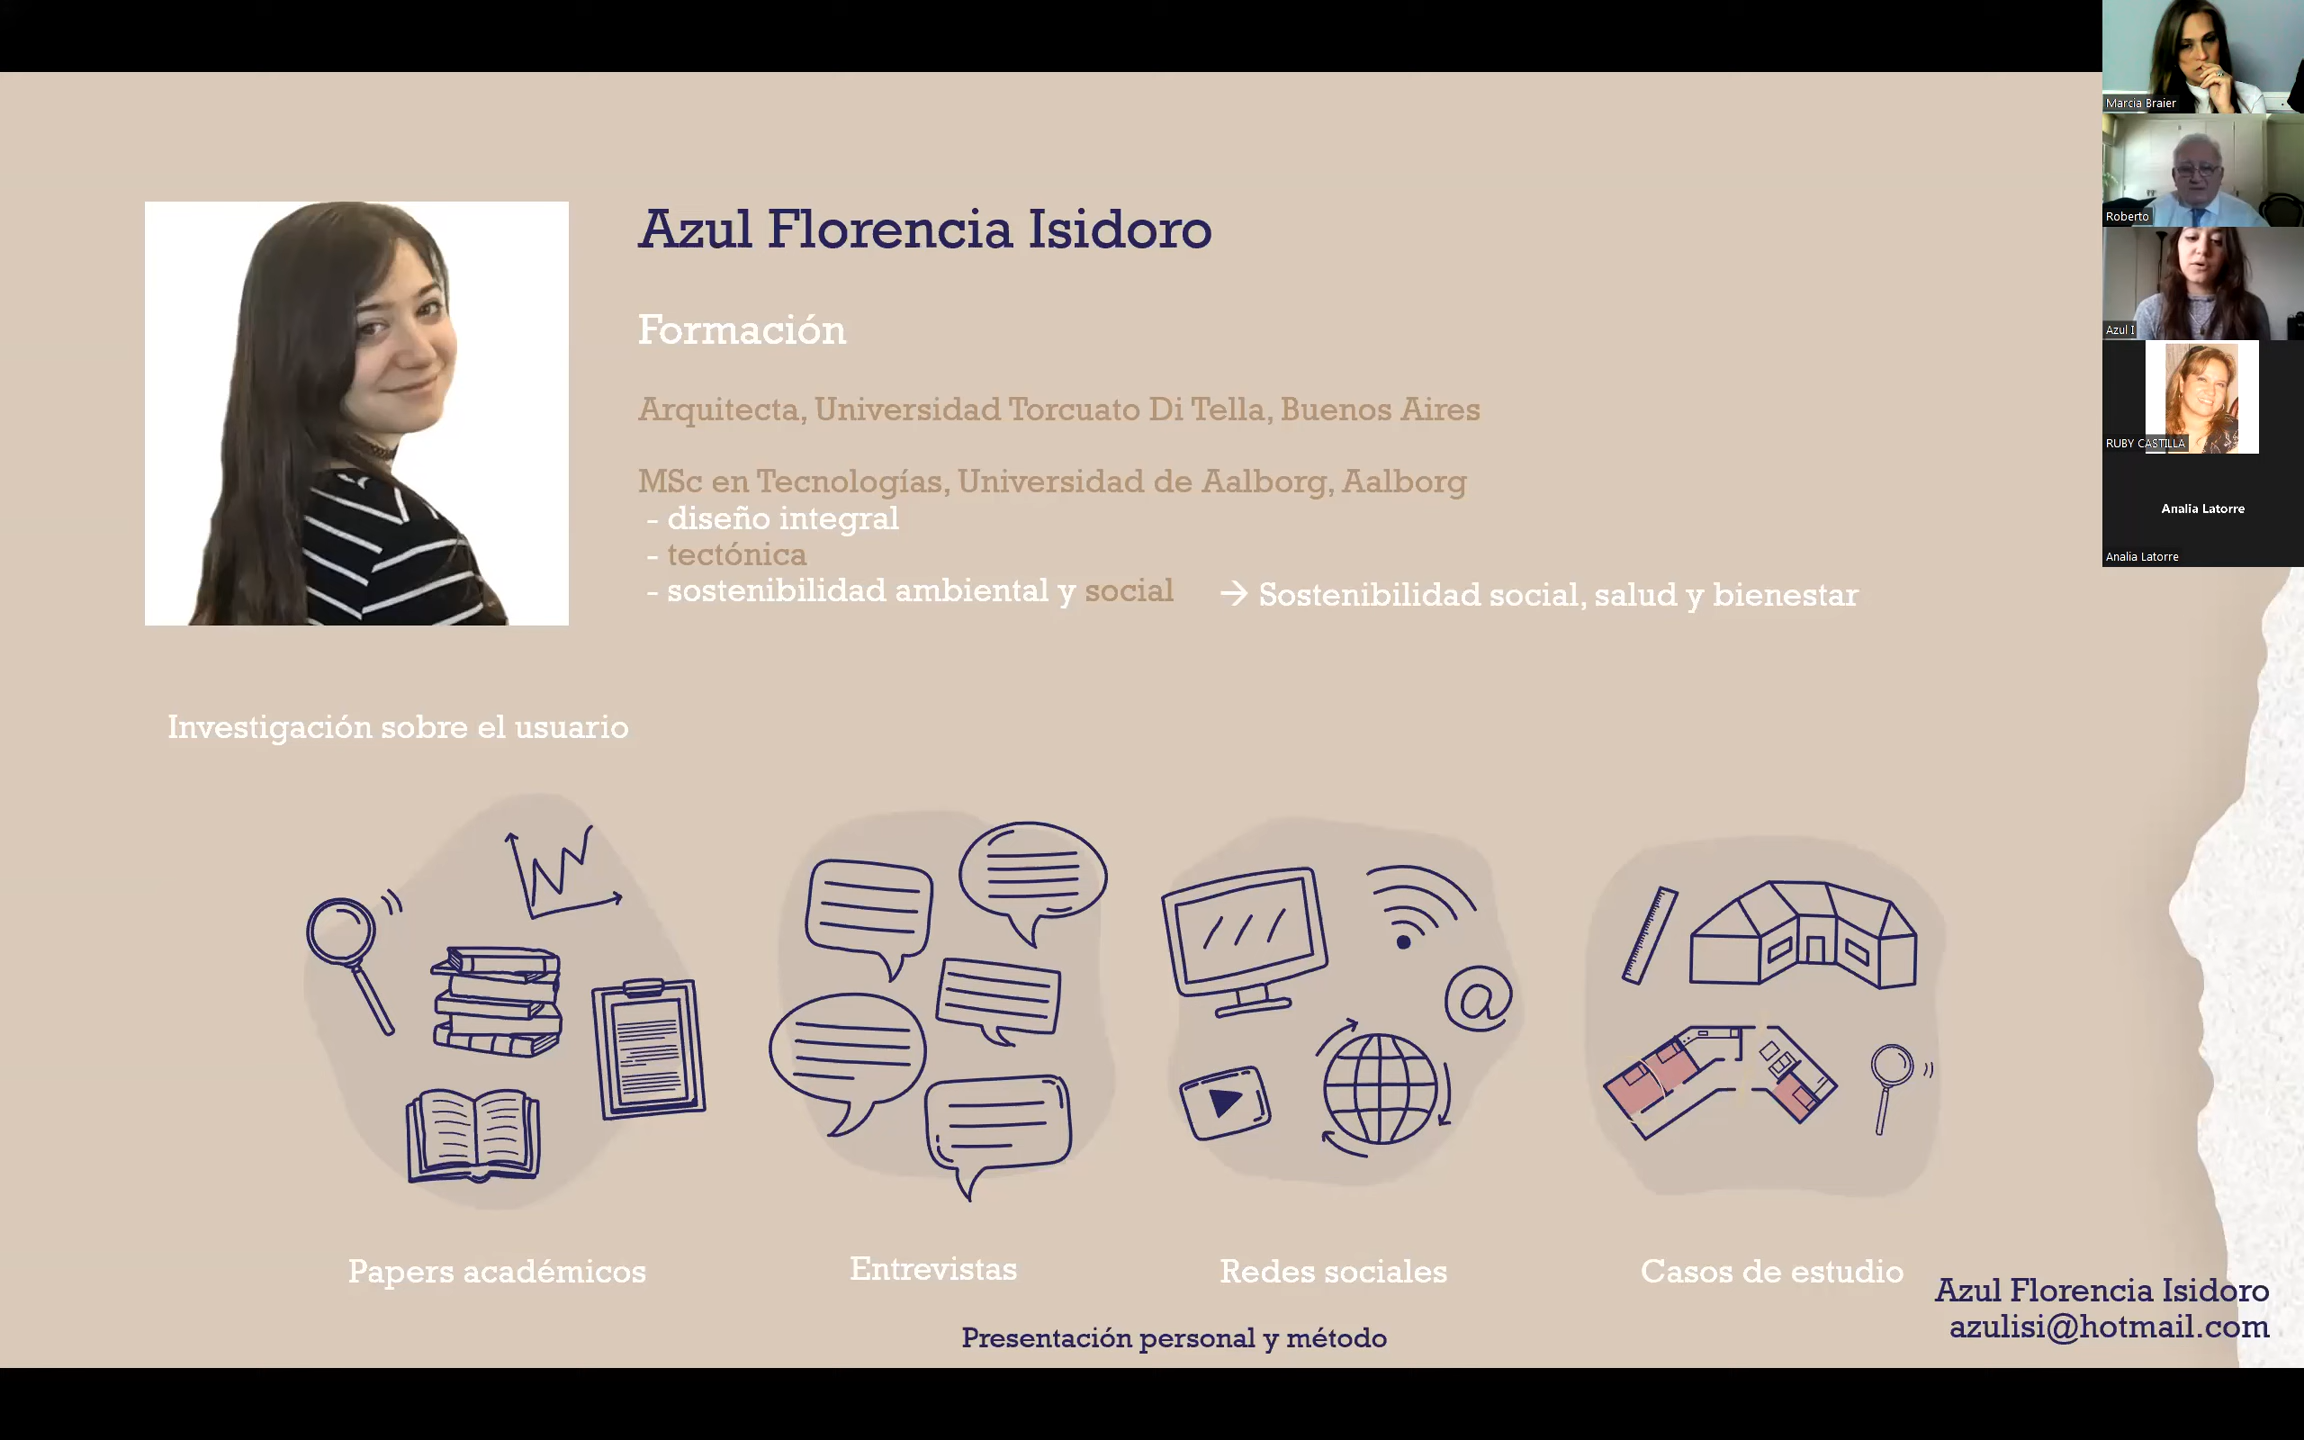 Azul Florencia Isidoro
Formación
Arquitecta, Universidad Torcuato Di Tella, Buenos Aires
MSc en Tecnologías, Universidad de Aalborg, Aalborg
- diseño integral
- tectónica
- sostenibilidad ambiental y social → Sostenibilidad social, salud y bienestar
Investigación sobre el usuario
Papers académicos
Entrevistas
Redes sociales
Casos de estudio
Presentación personal y método
Azul Florencia Isidoro
azulisi@hotmail.com
Marcia Braier
Roberto
Azul I
RUBY CASTILLA
Analia Latorre
Analia Latorre